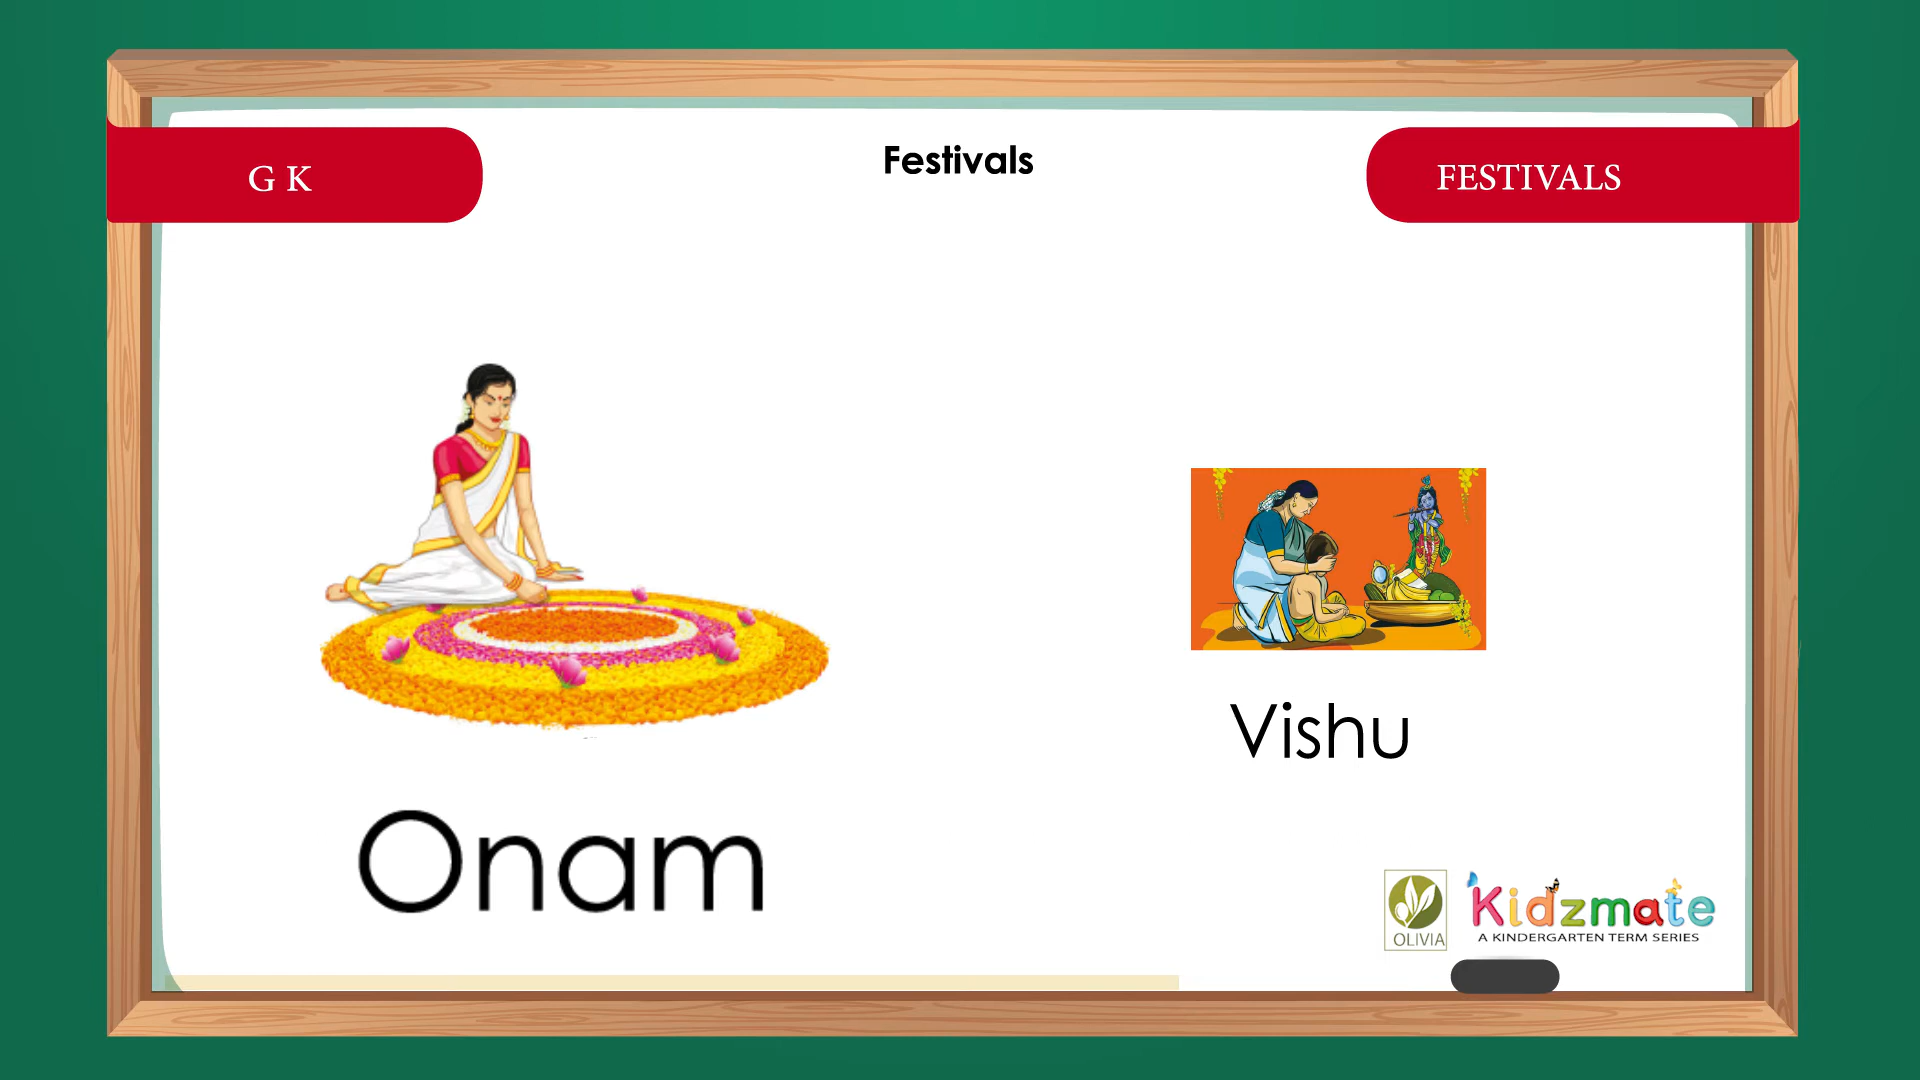 G K
Festivals
FESTIVALS
Onam
Vishu
OLIVIA
Kidzmate
A KINDERGARTEN TERM SERIES